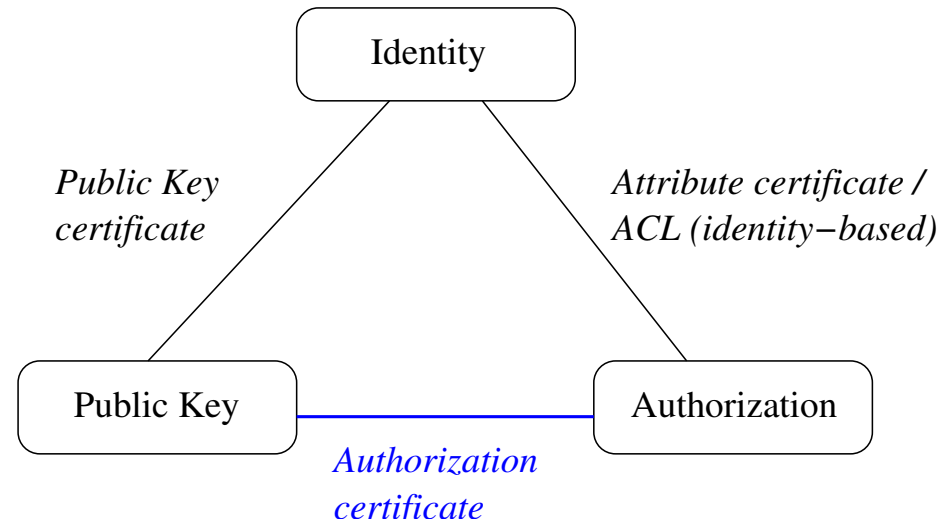 Identity
Public Key
certificate
Attribute certificate /
ACL (identity−based)
Public Key
Authorization
Authorization
certificate